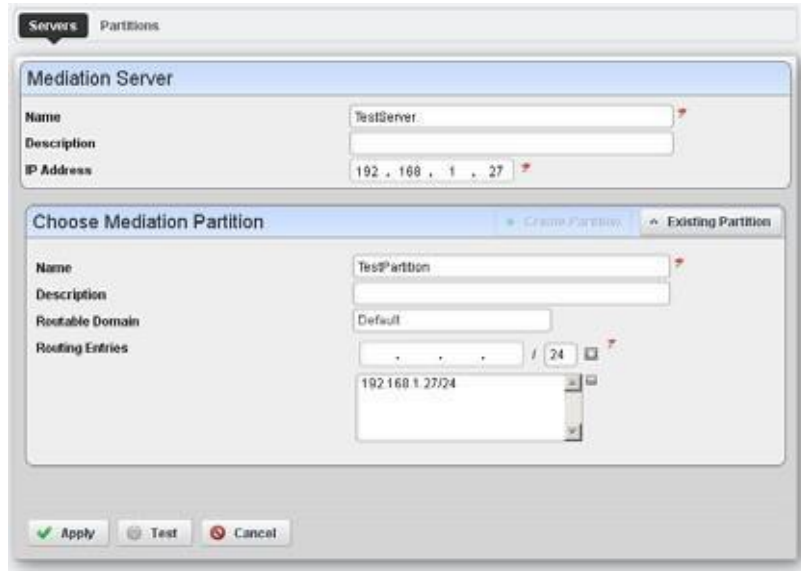 Servers Partitions
Mediation Server
Name TestServer
Description
IP Address 192 . 168 . 1 . 27
Choose Mediation Partition Create Partition Existing Partition
Name TestPartition
Description
Routable Domain Default
Routing Entries . . . / 24
192.168.1.27/24
Apply Test Cancel